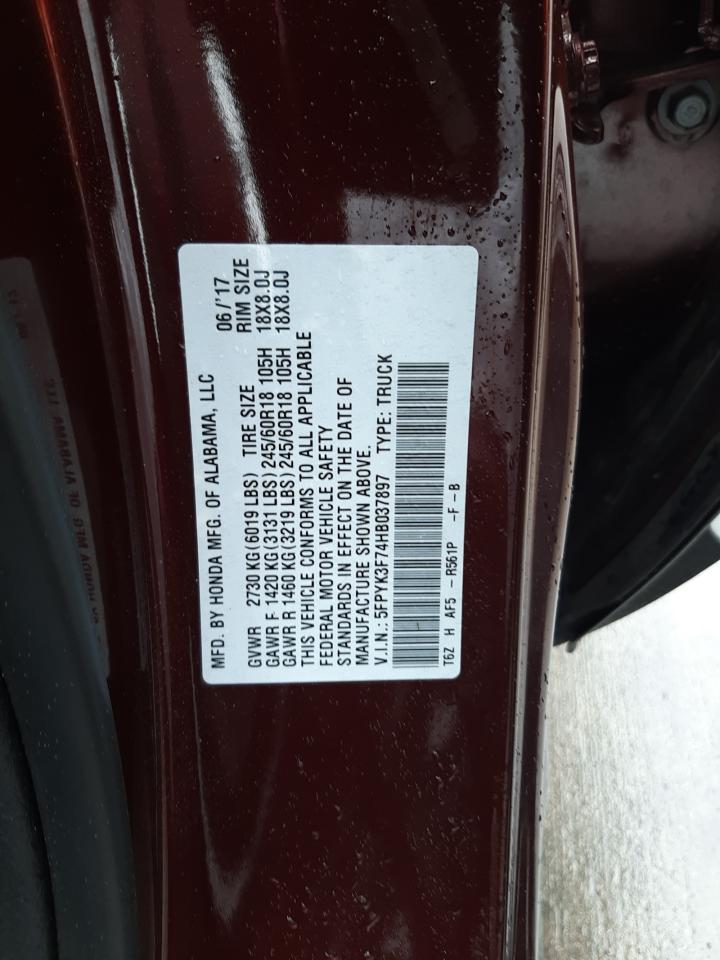 MFD. BY HONDA MFG. OF ALABAMA, LLC 06/'17
GVWR 2730 KG(6019 LBS) TIRE SIZE RIM SIZE
GAWR F 1420 KG(3131 LBS)245/60R18 105H 18X8.0J
GAWR R 1460 KG(3219 LBS)245/60R18 105H 18X8.0J
THIS VEHICLE CONFORMS TO ALL APPLICABLE
FEDERAL MOTOR VEHICLE SAFETY
STANDARDS IN EFFECT ON THE DATE OF
MANUFACTURE SHOWN ABOVE.
V.I.N.: 5FPYK3F74HB037897 TYPE: TRUCK
T6Z H AF5 -R561P -F-B